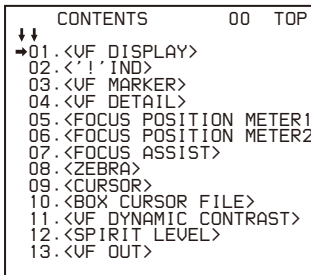 CONTENTS 00 TOP
↓↓
➡01.<VF DISPLAY>
02.<'!'IND>
03.<VF MARKER>
04.<VF DETAIL>
05.<FOCUS POSITION METER1
06.<FOCUS POSITION METER2
07.<FOCUS ASSIST>
08.<ZEBRA>
09.<CURSOR>
10.<BOX CURSOR FILE>
11.<VF DYNAMIC CONTRAST>
12.<SPIRIT LEVEL>
13.<VF OUT>